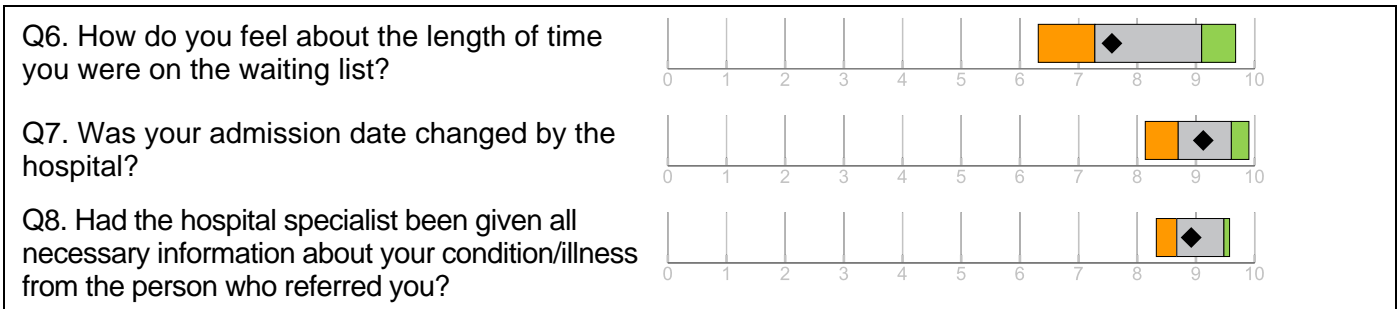 Q6. How do you feel about the length of time
you were on the waiting list?
0 1 2 3 4 5 6 7 8 9 10
Q7. Was your admission date changed by the
hospital?
0 1 2 3 4 5 6 7 8 9 10
Q8. Had the hospital specialist been given all
necessary information about your condition/illness
from the person who referred you?
0 1 2 3 4 5 6 7 8 9 10